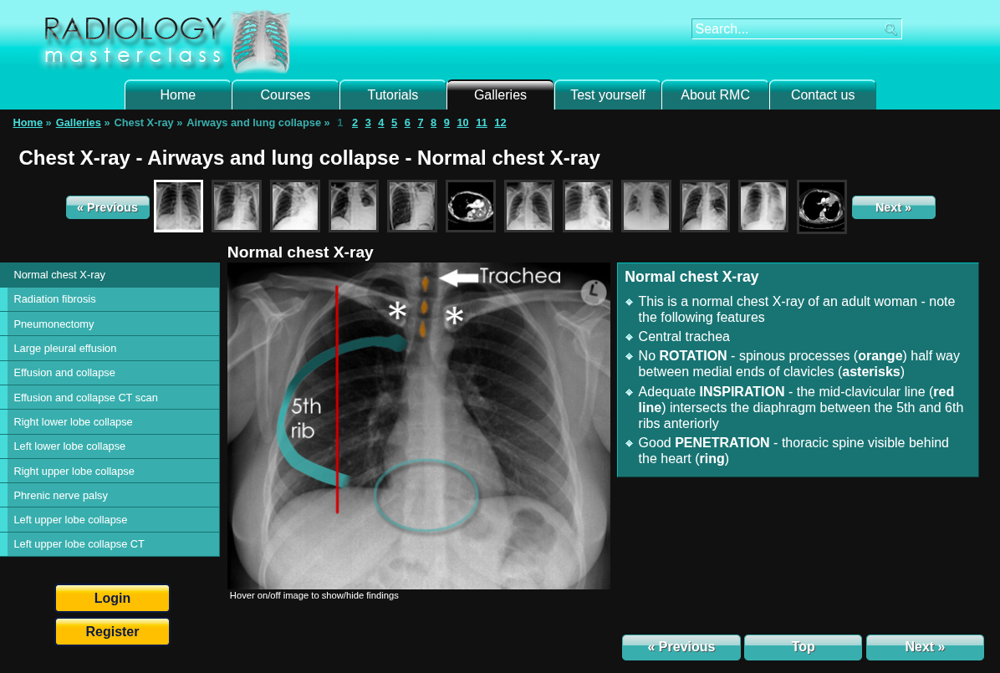 RADIOLOGY
masterclass
Search...
Home Courses Tutorials Galleries Test yourself About RMC Contact us
Home » Galleries » Chest X-ray » Airways and lung collapse » 1 2 3 4 5 6 7 8 9 10 11 12
Chest X-ray - Airways and lung collapse - Normal chest X-ray
« Previous
Next »
Normal chest X-ray
Normal chest X-ray
Radiation fibrosis
Pneumonectomy
Large pleural effusion
Effusion and collapse
Effusion and collapse CT scan
Right lower lobe collapse
Left lower lobe collapse
Right upper lobe collapse
Phrenic nerve palsy
Left upper lobe collapse
Left upper lobe collapse CT
Login
Register
Trachea
L
* *
5th
rib
Hover on/off image to show/hide findings
Normal chest X-ray
This is a normal chest X-ray of an adult woman - note
the following features
Central trachea
No ROTATION - spinous processes (orange) half way
between medial ends of clavicles (asterisks)
Adequate INSPIRATION - the mid-clavicular line (red
line) intersects the diaphragm between the 5th and 6th
ribs anteriorly
Good PENETRATION - thoracic spine visible behind
the heart (ring)
« Previous Top Next »